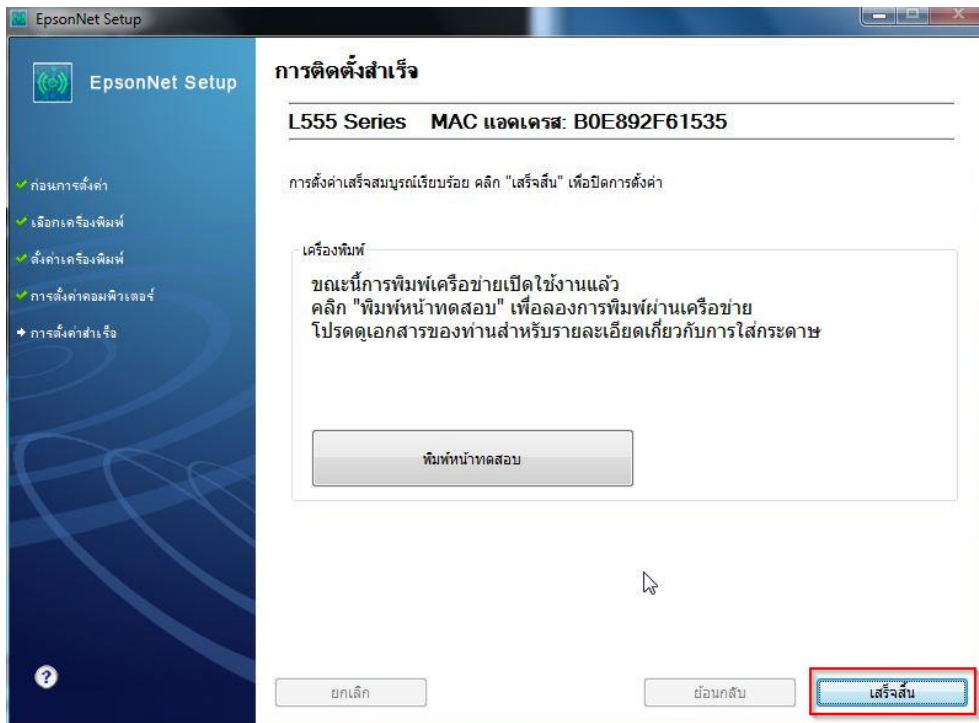 EpsonNet Setup
EpsonNet Setup
ก่อนการตั้งค่า
เลือกเครื่องพิมพ์
ตั้งค่าเครื่องพิมพ์
การตั้งค่าคอมพิวเตอร์
การตั้งค่าสำเร็จ
?
การติดตั้งสำเร็จ
L555 Series MAC แอดเดรส: B0E892F61535
การตั้งค่าเสร็จสมบูรณ์เรียบร้อย คลิก "เสร็จสิ้น" เพื่อปิดการตั้งค่า
เครื่องพิมพ์
ขณะนี้การพิมพ์เครือข่ายเปิดใช้งานแล้ว
คลิก "พิมพ์หน้าทดสอบ" เพื่อลองการพิมพ์ผ่านเครือข่าย
โปรดดูเอกสารของท่านสำหรับรายละเอียดเกี่ยวกับการใส่กระดาษ
พิมพ์หน้าทดสอบ
ยกเลิก
ย้อนกลับ
เสร็จสิ้น